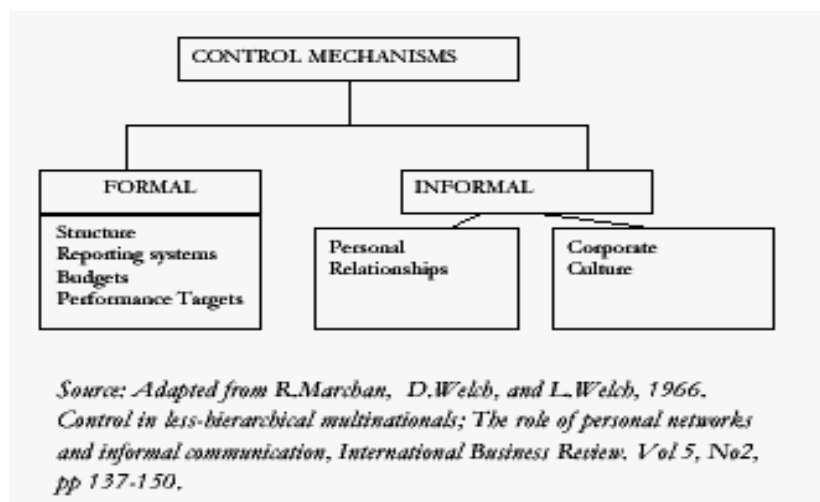 CONTROL MECHANISMS
FORMAL
Structure
Reporting systems
Budgets
Performance Targets
INFORMAL
Personal
Relationships
Corporate
Culture
Source: Adapted from R.Marchan, D.Welch, and L.Welch, 1966.
Control in less-hierarchical multinationals; The role of personal networks
and informal communication, International Business Review. Vol 5, No2,
pp 137-150.